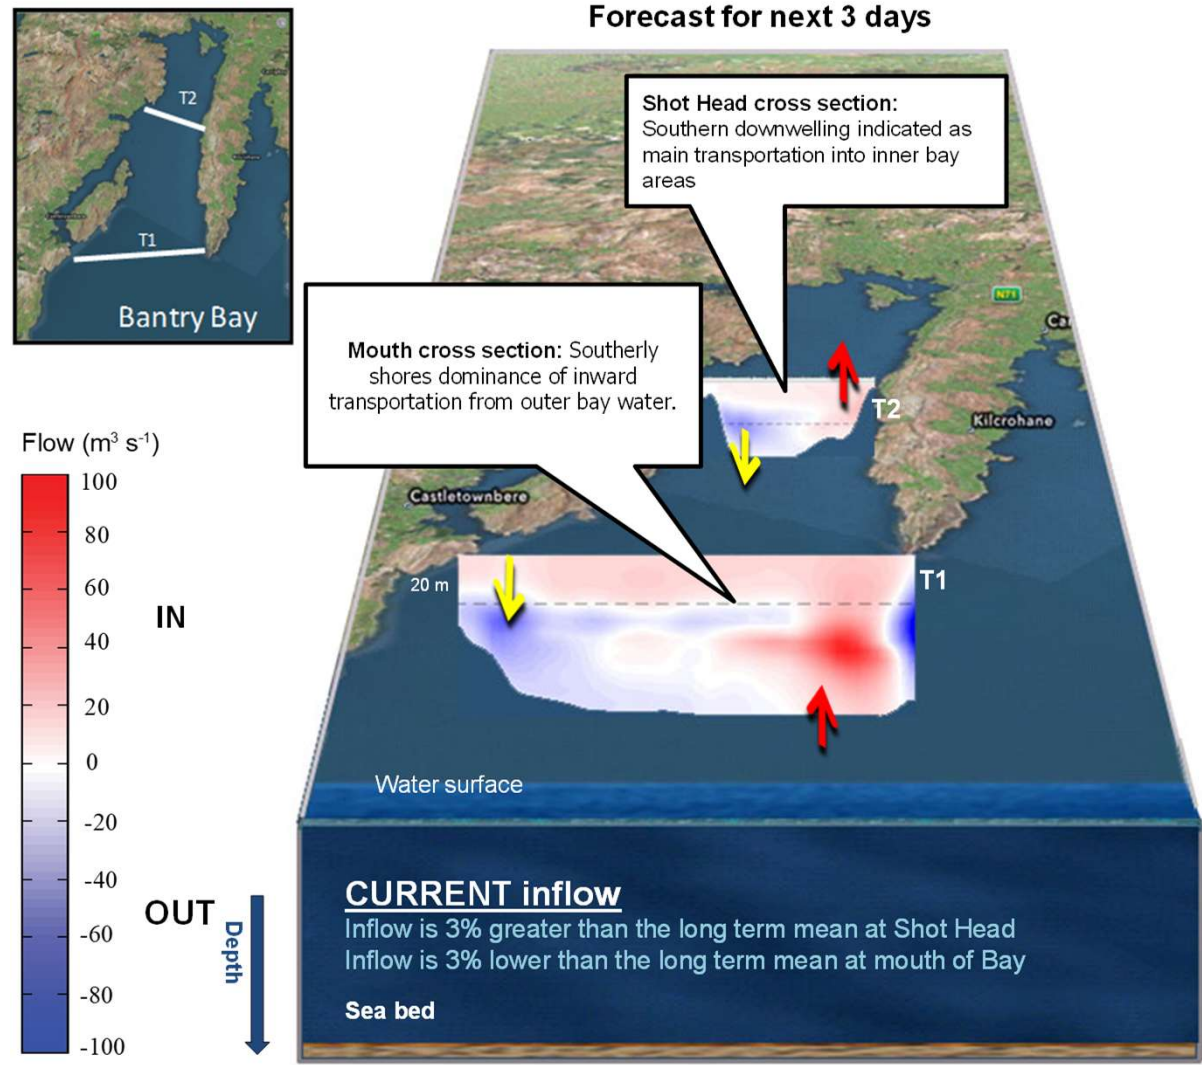 Forecast for next 3 days
T2
T1
Bantry Bay
Shot Head cross section:
Southern downwelling indicated as
main transportation into inner bay
areas
N71
Mouth cross section: Southerly
shores dominance of inward
transportation from outer bay water.
T2
Kilcrohane
Castletownbere
Flow (m³ s⁻¹)
100
80
60
40
20
0
-20
-40
-60
-80
-100
IN
OUT
Depth
20 m
T1
Water surface
CURRENT inflow
Inflow is 3% greater than the long term mean at Shot Head
Inflow is 3% lower than the long term mean at mouth of Bay
Sea bed